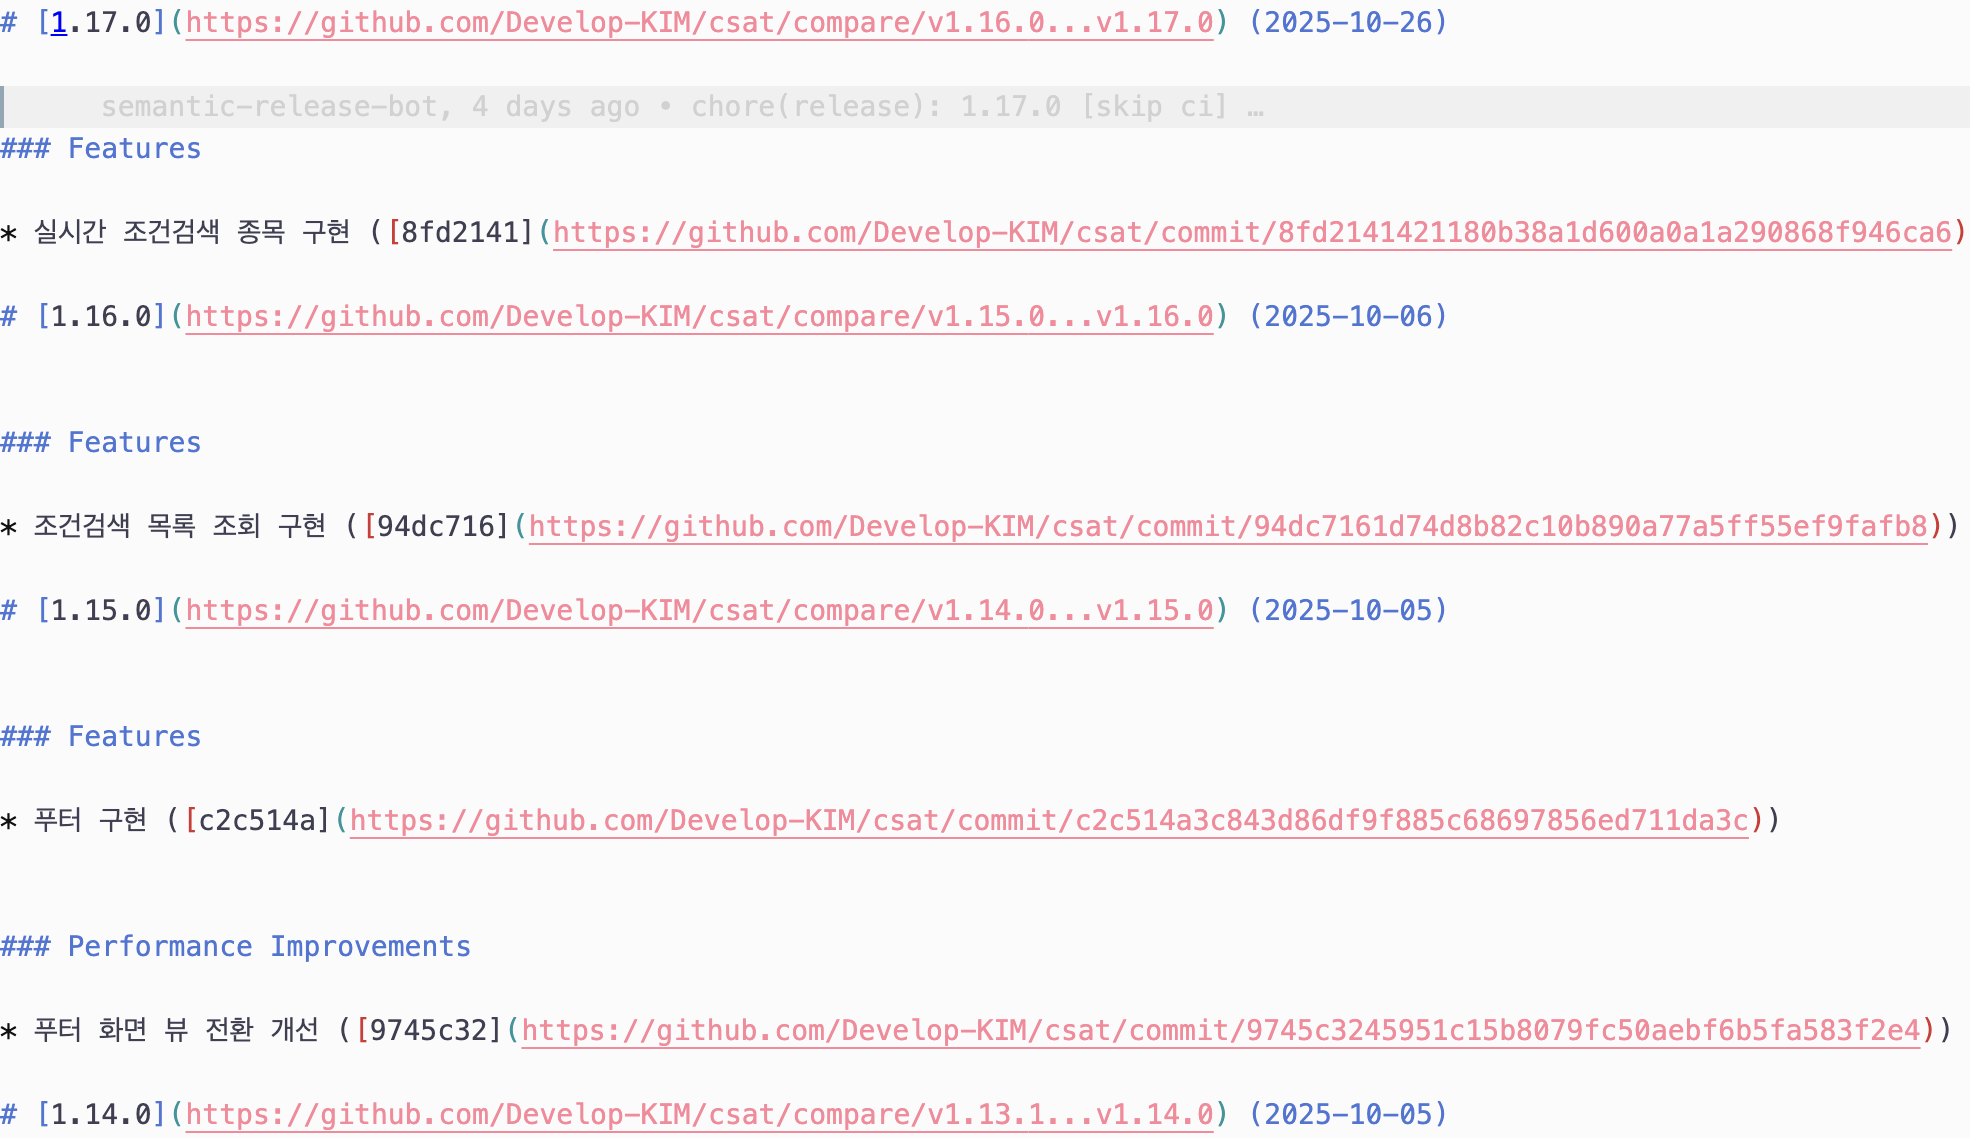 # [1.17.0](https://github.com/Develop-KIM/csat/compare/v1.16.0...v1.17.0) (2025-10-26)
semantic-release-bot, 4 days ago • chore(release): 1.17.0 [skip ci] …
### Features
* 실시간 조건검색 종목 구현 ([8fd2141](https://github.com/Develop-KIM/csat/commit/8fd2141421180b38a1d600a0a1a290868f946ca6)
# [1.16.0](https://github.com/Develop-KIM/csat/compare/v1.15.0...v1.16.0) (2025-10-06)
### Features
* 조건검색 목록 조회 구현 ([94dc716](https://github.com/Develop-KIM/csat/commit/94dc7161d74d8b82c10b890a77a5ff55ef9fafb8))
# [1.15.0](https://github.com/Develop-KIM/csat/compare/v1.14.0...v1.15.0) (2025-10-05)
### Features
* 푸터 구현 ([c2c514a](https://github.com/Develop-KIM/csat/commit/c2c514a3c843d86df9f885c68697856ed711da3c))
### Performance Improvements
* 푸터 화면 뷰 전환 개선 ([9745c32](https://github.com/Develop-KIM/csat/commit/9745c3245951c15b8079fc50aebf6b5fa583f2e4))
# [1.14.0](https://github.com/Develop-KIM/csat/compare/v1.13.1...v1.14.0) (2025-10-05)